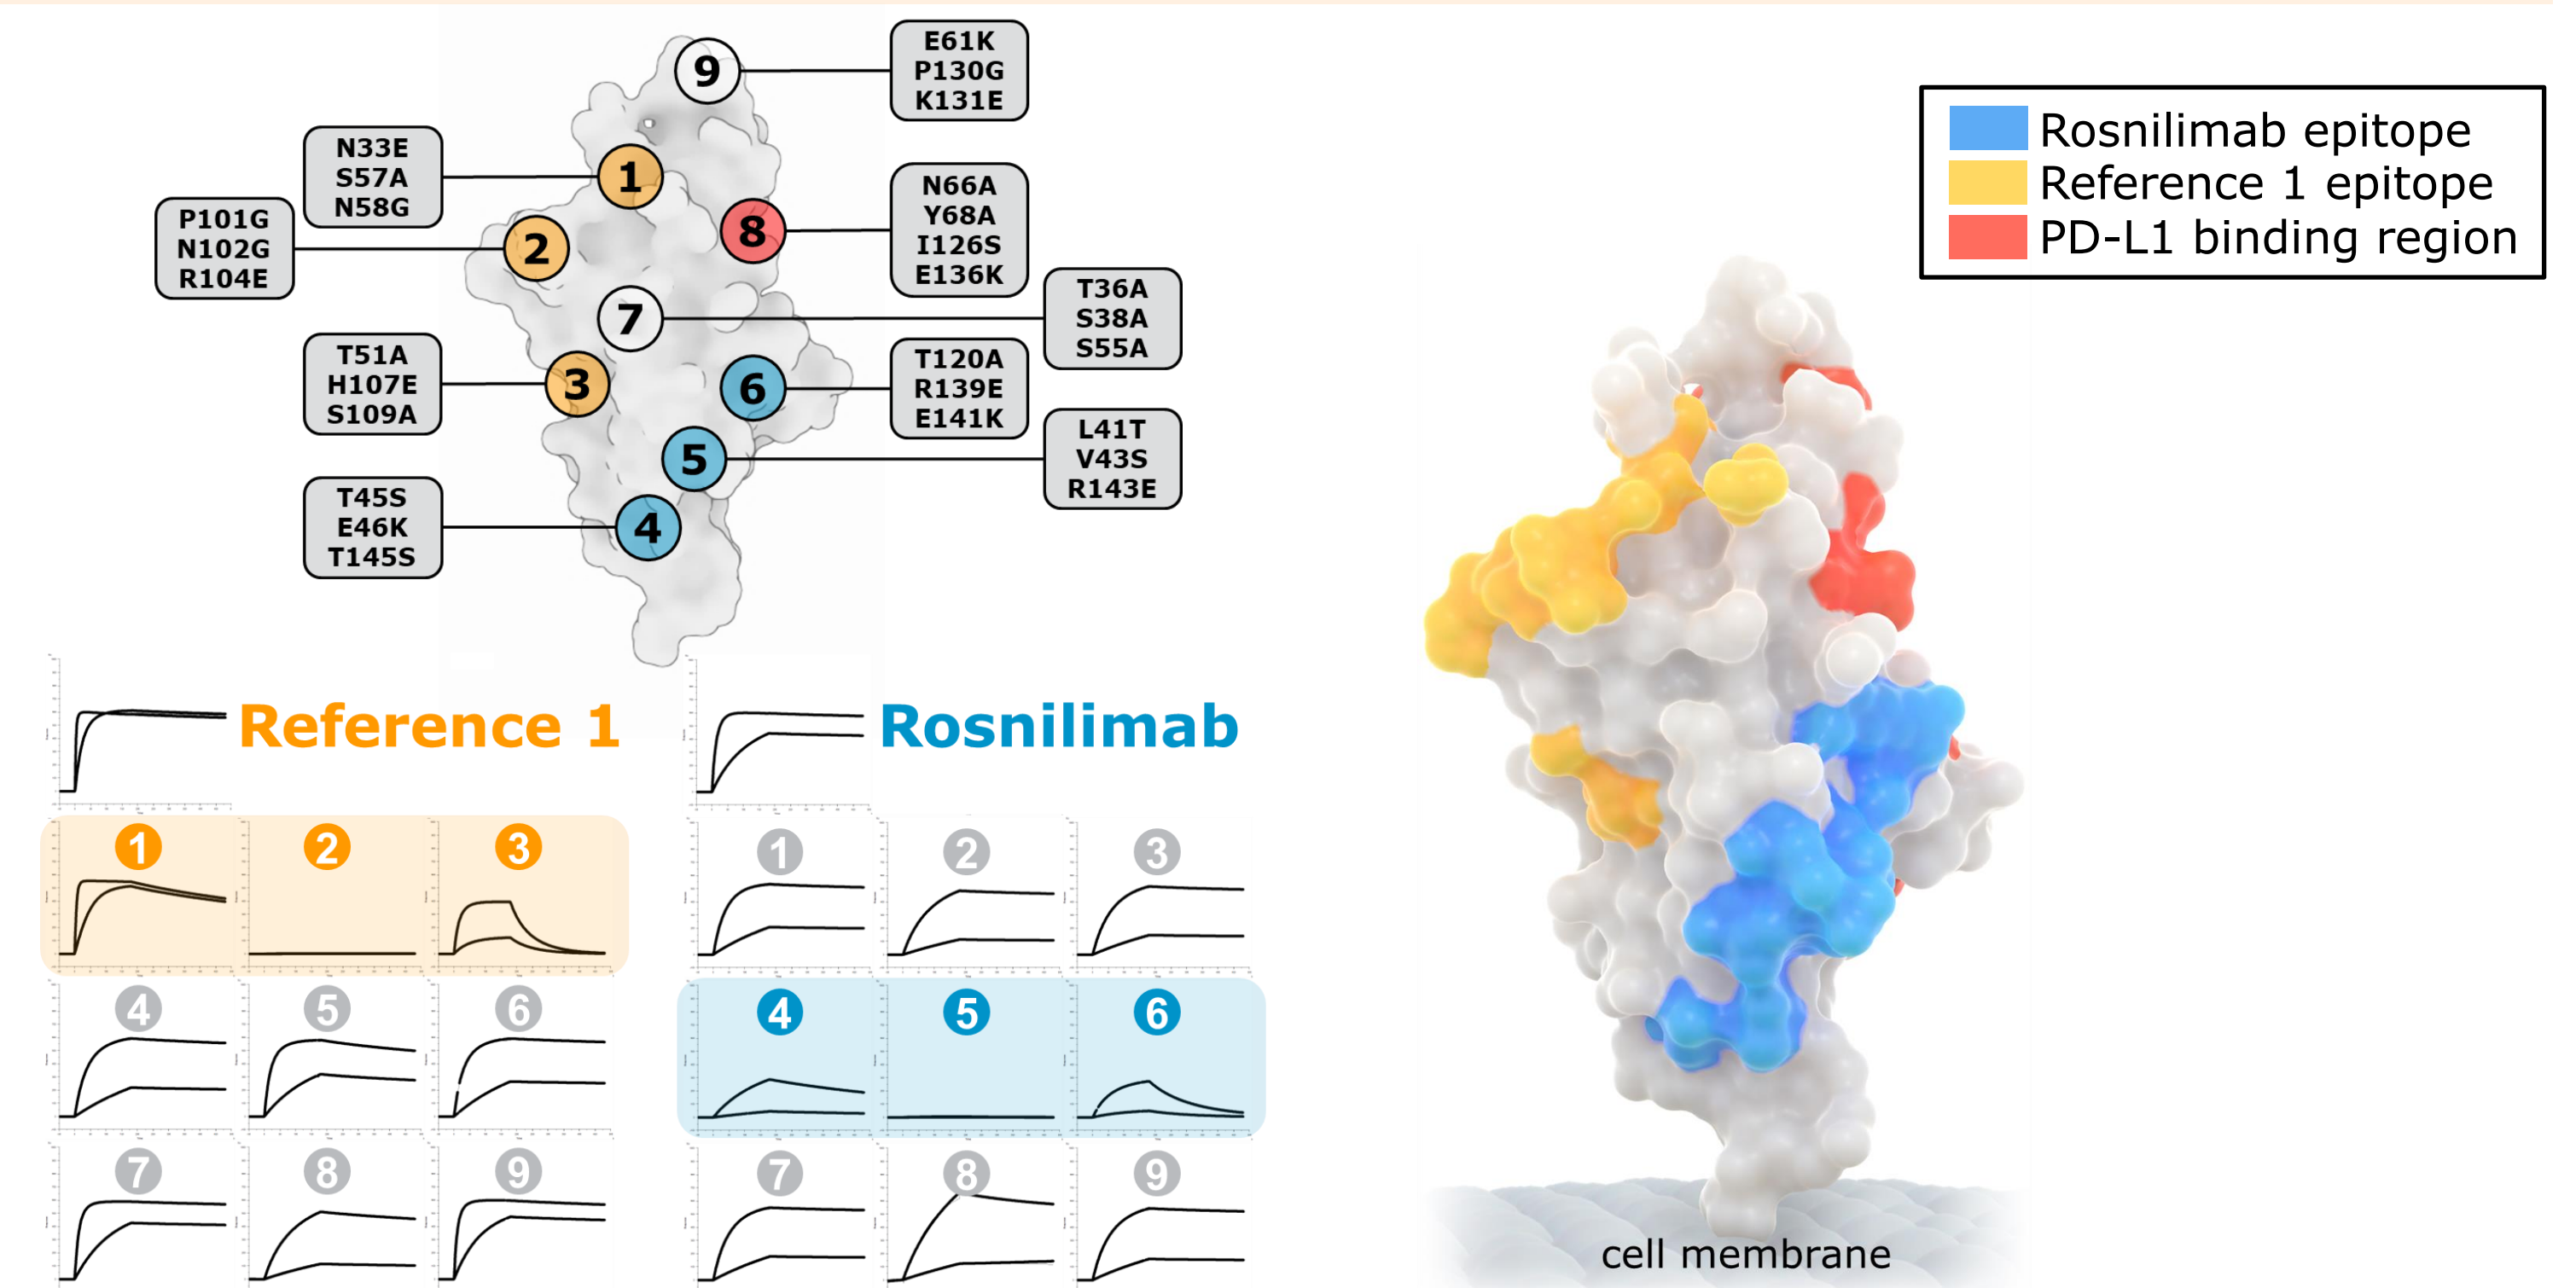 9
E61K
P130G
K131E
N33E
S57A
N58G
1
P101G
N102G
R104E
2
8
N66A
Y68A
I126S
E136K
7
T36A
S38A
S55A
T51A
H107E
S109A
3
6
T120A
R139E
E141K
5
L41T
V43S
R143E
T45S
E46K
T145S
4
Rosnilimab epitope
Reference 1 epitope
PD-L1 binding region
Reference 1
1
2
3
4
5
6
7
8
9
Rosnilimab
1
2
3
4
5
6
7
8
9
cell membrane